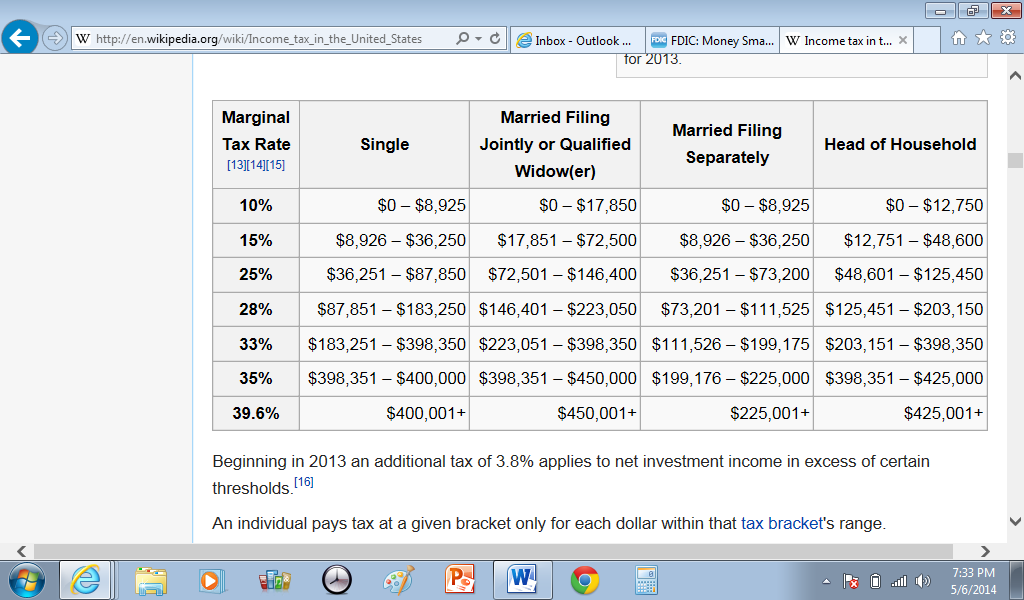 http://en.wikipedia.org/wiki/Income_tax_in_the_United_States
Inbox - Outlook ...
FDIC: Money Sma...
Income tax in t...
for 2013.
Marginal Tax Rate [13][14][15] Single Married Filing Jointly or Qualified Widow(er) Married Filing Separately Head of Household
10% $0 – $8,925 $0 – $17,850 $0 – $8,925 $0 – $12,750
15% $8,926 – $36,250 $17,851 – $72,500 $8,926 – $36,250 $12,751 – $48,600
25% $36,251 – $87,850 $72,501 – $146,400 $36,251 – $73,200 $48,601 – $125,450
28% $87,851 – $183,250 $146,401 – $223,050 $73,201 – $111,525 $125,451 – $203,150
33% $183,251 – $398,350 $223,051 – $398,350 $111,526 – $199,175 $203,151 – $398,350
35% $398,351 – $400,000 $398,351 – $450,000 $199,176 – $225,000 $398,351 – $425,000
39.6% $400,001+ $450,001+ $225,001+ $425,001+
Beginning in 2013 an additional tax of 3.8% applies to net investment income in excess of certain
thresholds.[16]
An individual pays tax at a given bracket only for each dollar within that tax bracket's range.
7:33 PM
5/6/2014